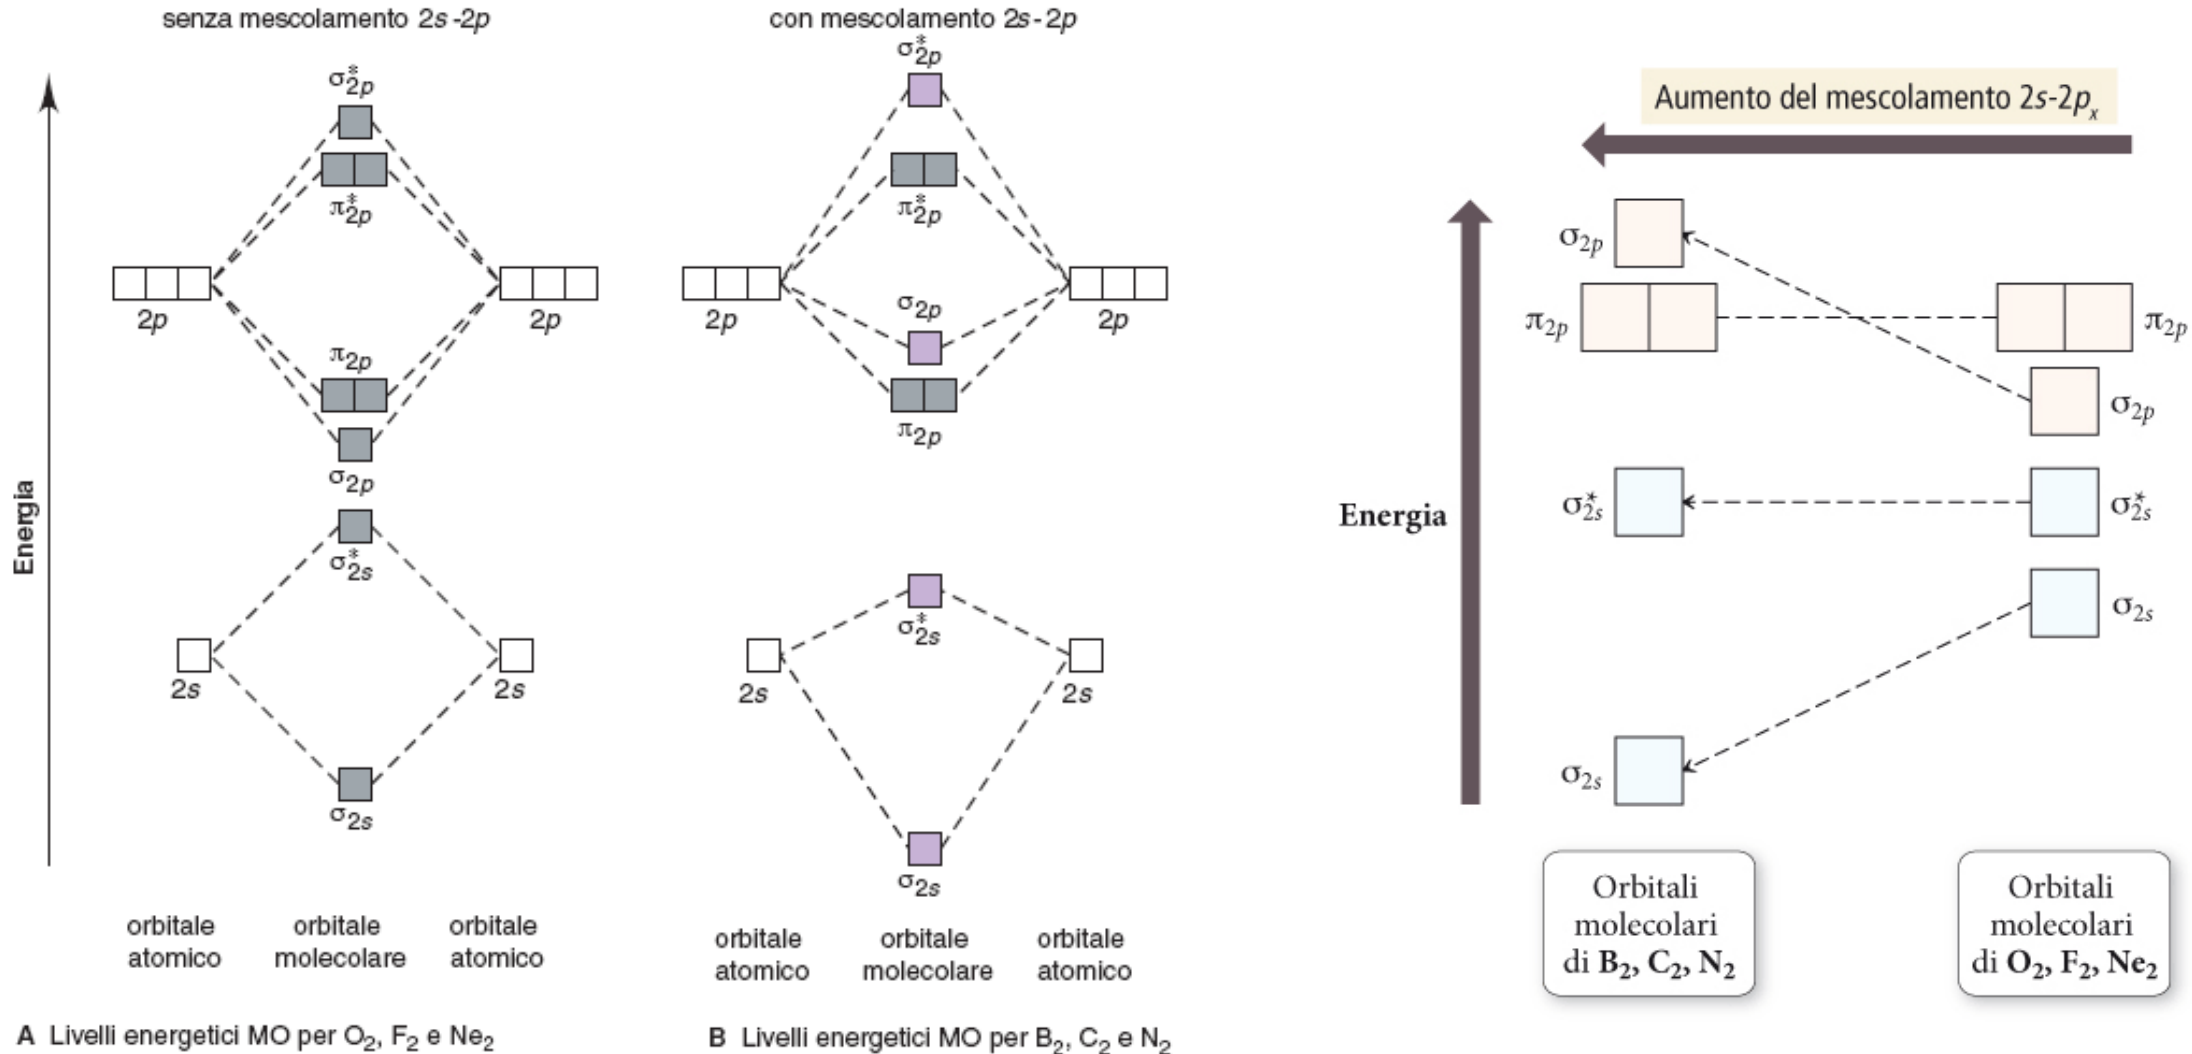 senza mescolamento 2s-2p
σ*2p
π*2p
2p
2p
π2p
σ2p
σ*2s
2s
2s
σ2s
Energia
orbitale
atomico
orbitale
molecolare
orbitale
atomico
A Livelli energetici MO per O2, F2 e Ne2
con mescolamento 2s-2p
σ*2p
π*2p
2p
2p
σ2p
π2p
σ*2s
2s
2s
σ2s
orbitale
atomico
orbitale
molecolare
orbitale
atomico
B Livelli energetici MO per B2, C2 e N2
Aumento del mescolamento 2s-2px
Energia
σ2p
π2p
π2p
σ2p
σ*2s
σ*2s
σ2s
σ2s
Orbitali
molecolari
di B2, C2, N2
Orbitali
molecolari
di O2, F2, Ne2